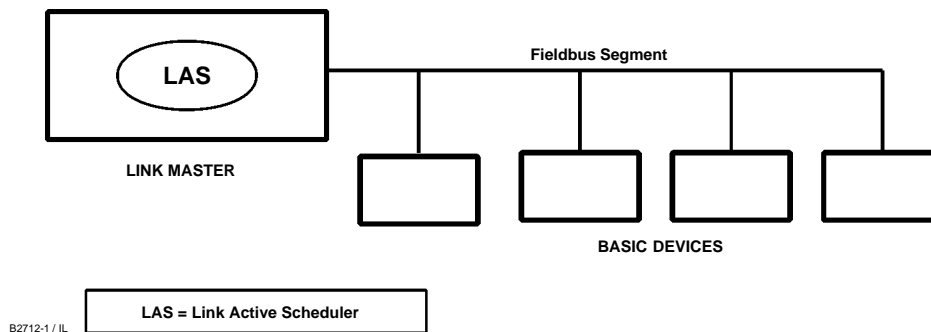 LAS
Fieldbus Segment
LINK MASTER
BASIC DEVICES
LAS = Link Active Scheduler
B2712-1 / IL